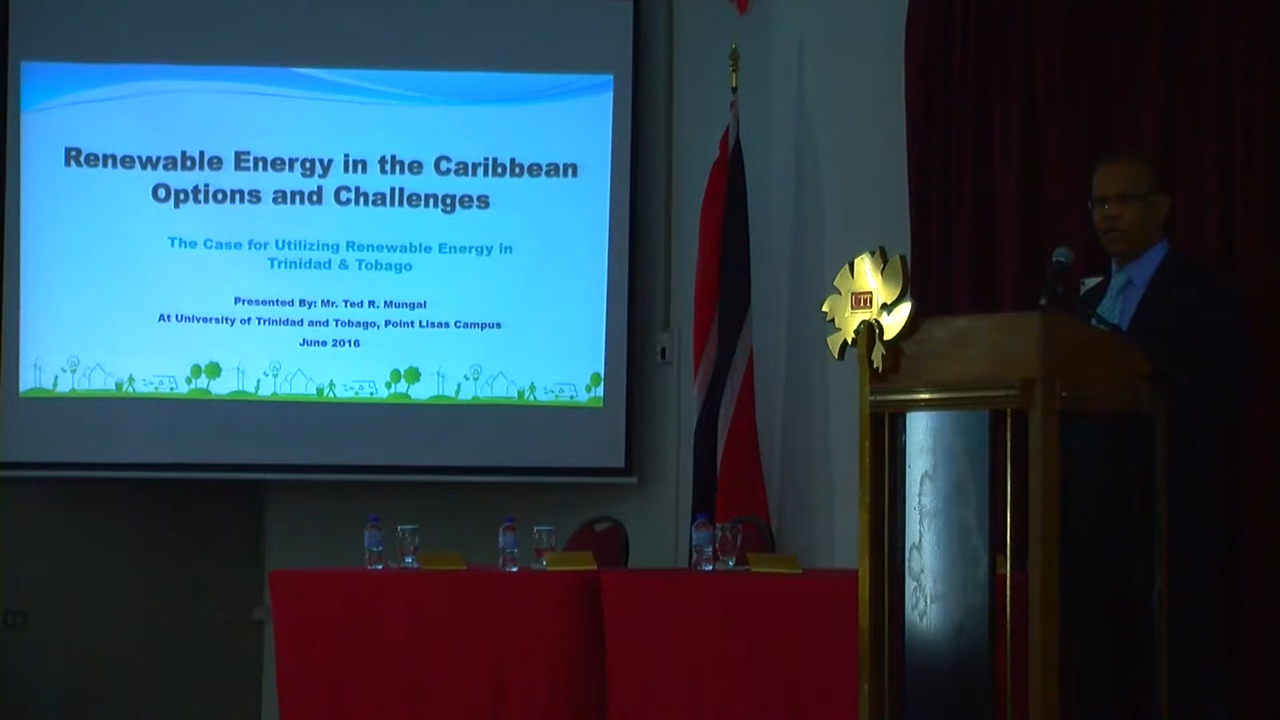 Renewable Energy in the Caribbean
Options and Challenges
The Case for Utilizing Renewable Energy in
Trinidad & Tobago
Presented By: Mr. Ted R. Mungal
At University of Trinidad and Tobago, Point Lisas Campus
June 2016
UTT